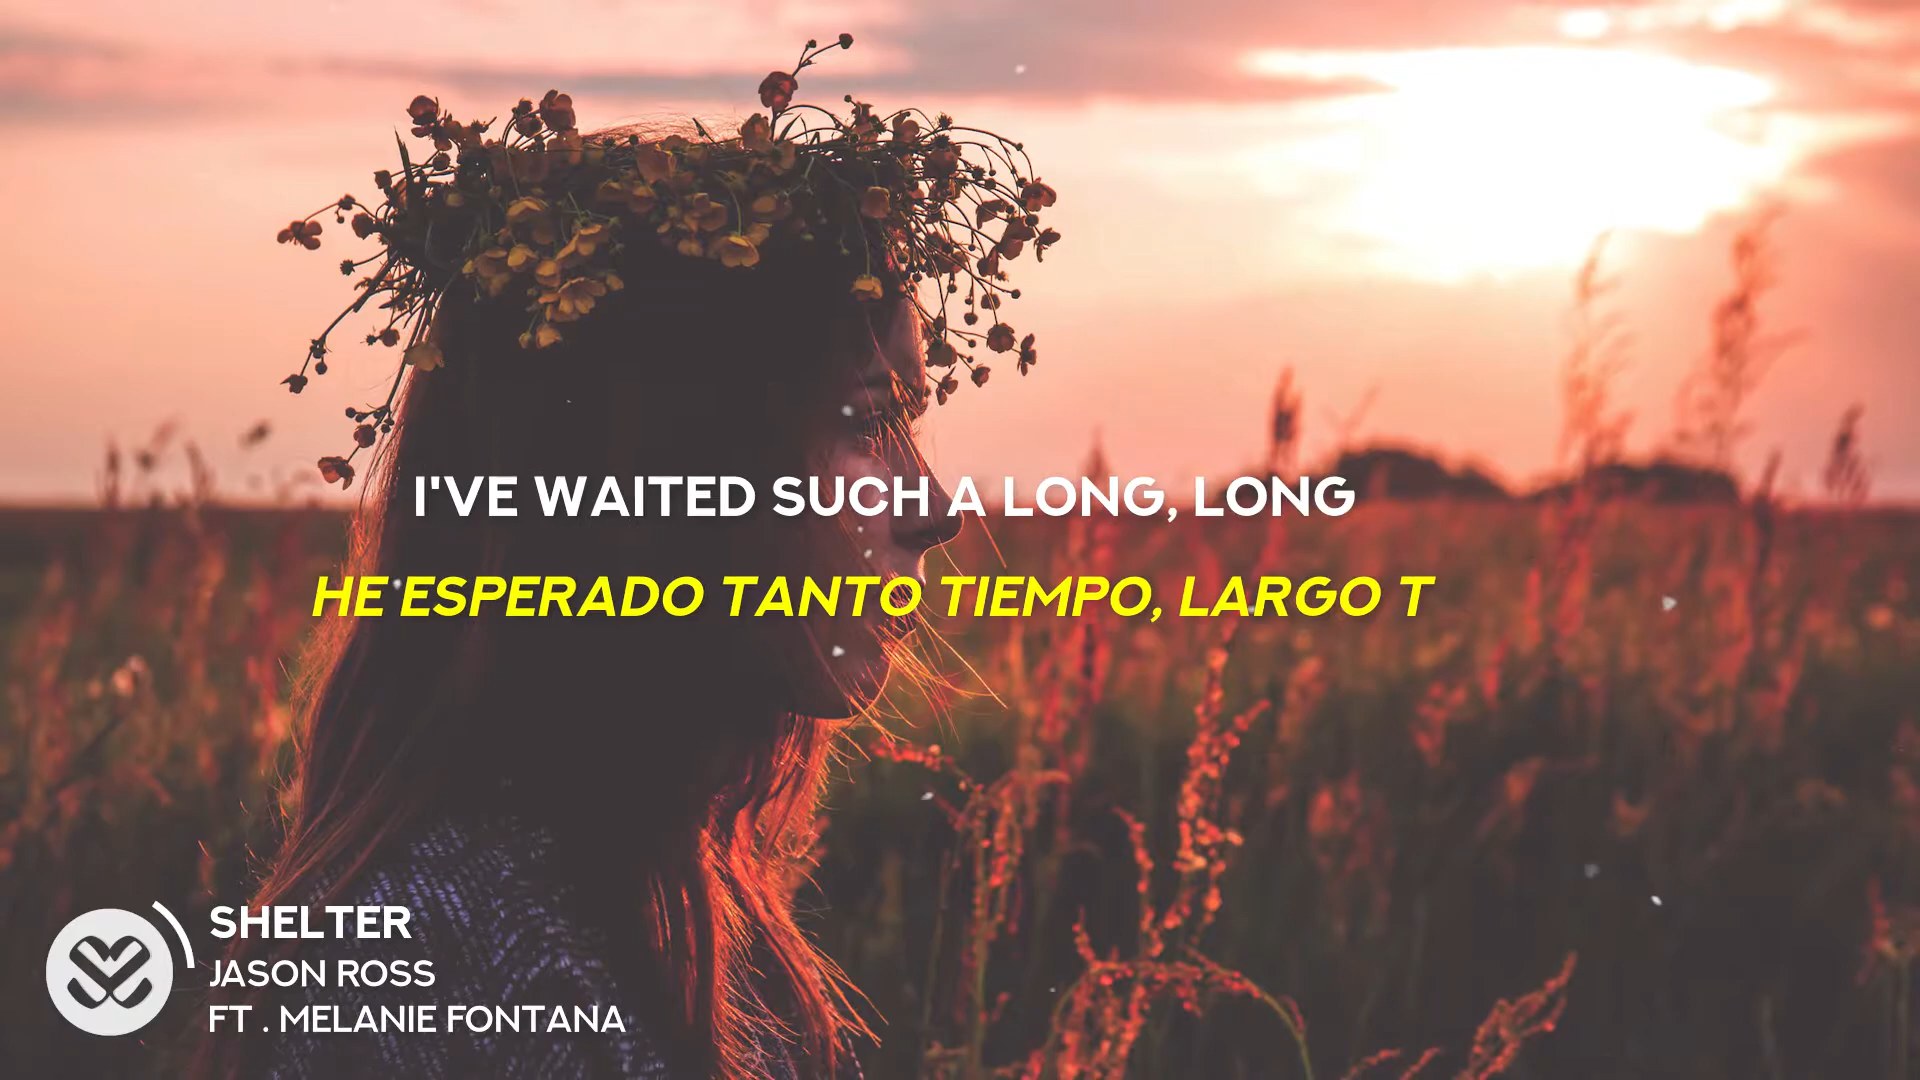 I'VE WAITED SUCH A LONG, LONG
HE ESPERADO TANTO TIEMPO, LARGO T
SHELTER
JASON ROSS
FT . MELANIE FONTANA